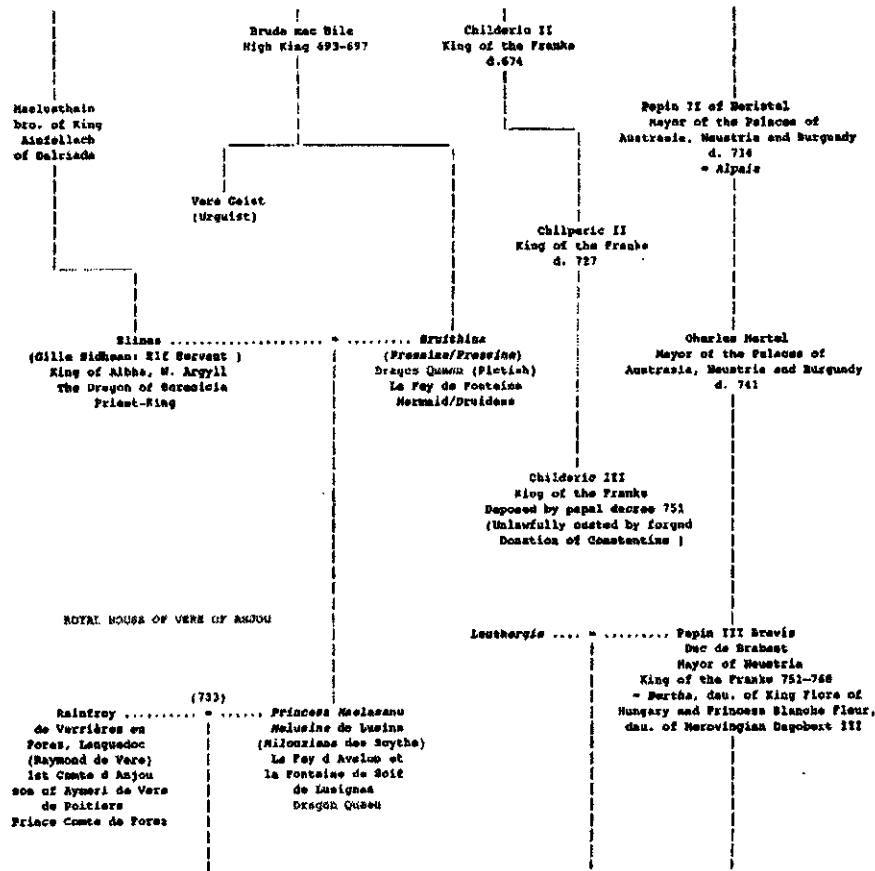 Brude mac Bile
High King 693-697
Childeric II
King of the Franks
d.674
Maelusthain
bro. of King
Ainfellach
of Dalriada
Pepin II of Heristal
Mayor of the Palaces of
Austrasia, Neustria and Burgundy
d. 714
= Alpais
Vere Geist
(Urguist)
Chilperic II
King of the Franks
d. 727
Elinas ................. = ........ Bruithina
(Gille Sidhean: Elf Servant )
King of Albha, W. Argyll
The Dragon of Berenicia
Priest-King
(Pressine/Presaine)
Dragon Queen (Pictish)
Le Fey de Fontaine
Mermaid/Druidess
Charles Martel
Mayor of the Palaces of
Austrasia, Neustria and Burgundy
d. 741
Childeric III
King of the Franks
Deposed by papal decree 751
(Unlawfully ousted by forged
Donation of Constantine )
ROYAL HOUSE OF VERE OF ANJOU
Leuthergis .... = ........ Pepin III Brevis
Duc de Brabant
Mayor of Neustria
King of the Franks 751-768
= Bertha, dau. of King Flore of
Hungary and Princess Blanche Fleur,
dau. of Merovingian Dagobert III
(733)
Rainfroy .......... = ...... Princess Maelasanu
de Verrières en
Forez, Languedoc
(Raymond de Vere)
1st Comte d Anjou
son of Aymeri de Vere
de Poitiers
Prince Comte de Forez
Melusine de Lusina
(Milouziana des Scythe)
Le Fey d Avalon et
la Fontaine de Soif
de Lusignan
Dragon Queen